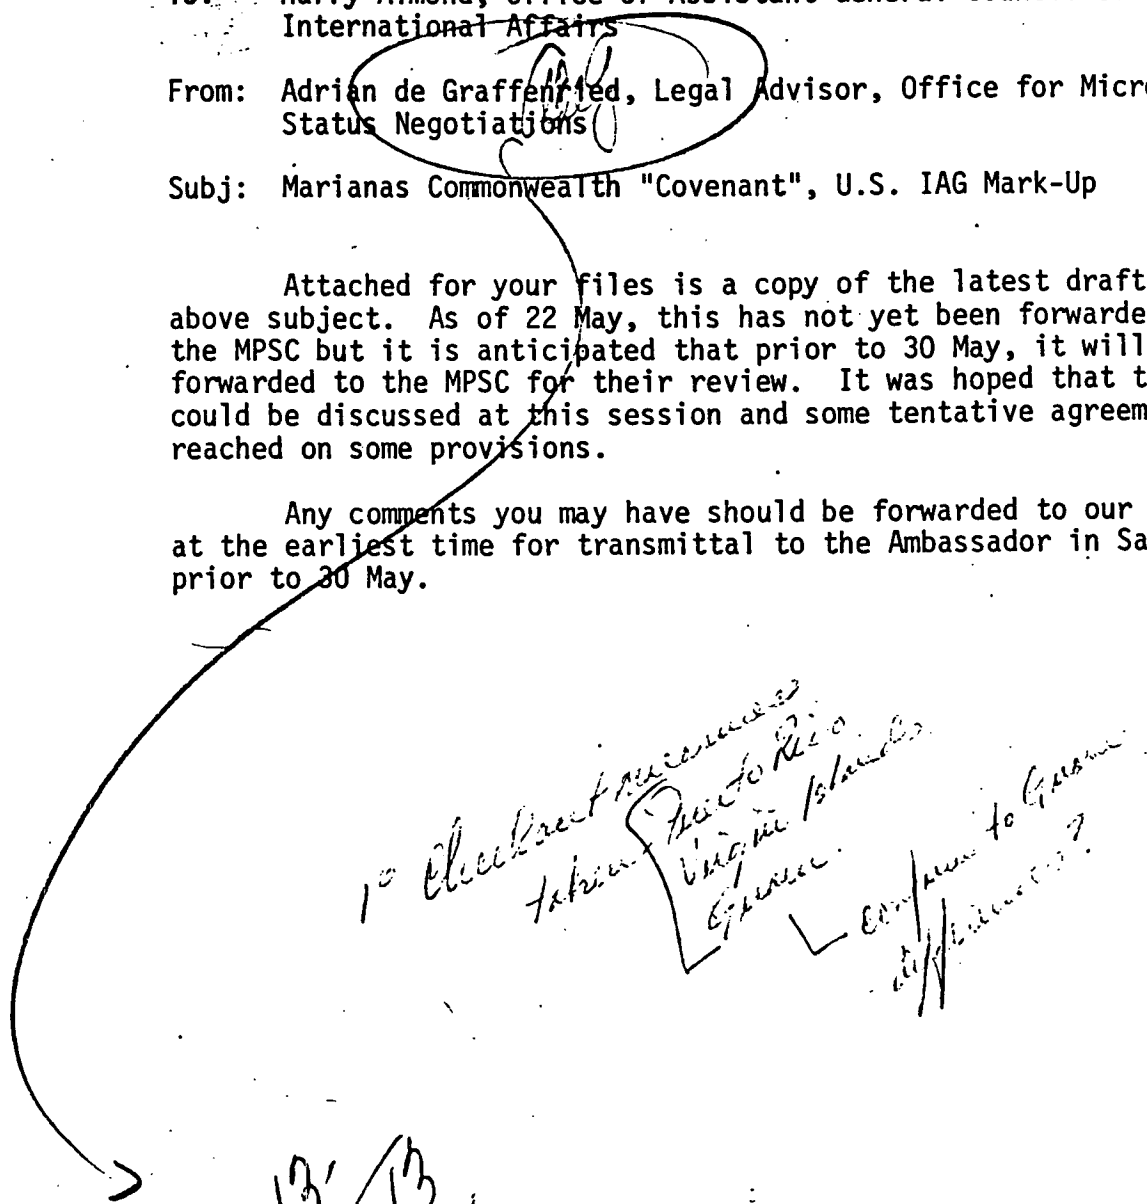 International Affairs
From: Adrian de Graffenried, Legal Advisor, Office for Micro
Status Negotiations
Subj: Marianas Commonwealth "Covenant", U.S. IAG Mark-Up
Attached for your files is a copy of the latest draft
above subject. As of 22 May, this has not yet been forwarde
the MPSC but it is anticipated that prior to 30 May, it will
forwarded to the MPSC for their review. It was hoped that t
could be discussed at this session and some tentative agreem
reached on some provisions.
Any comments you may have should be forwarded to our
at the earliest time for transmittal to the Ambassador in Sa
prior to 30 May.
Puerto Rico
Virgin Islands
Guam.
to Guam
differences?